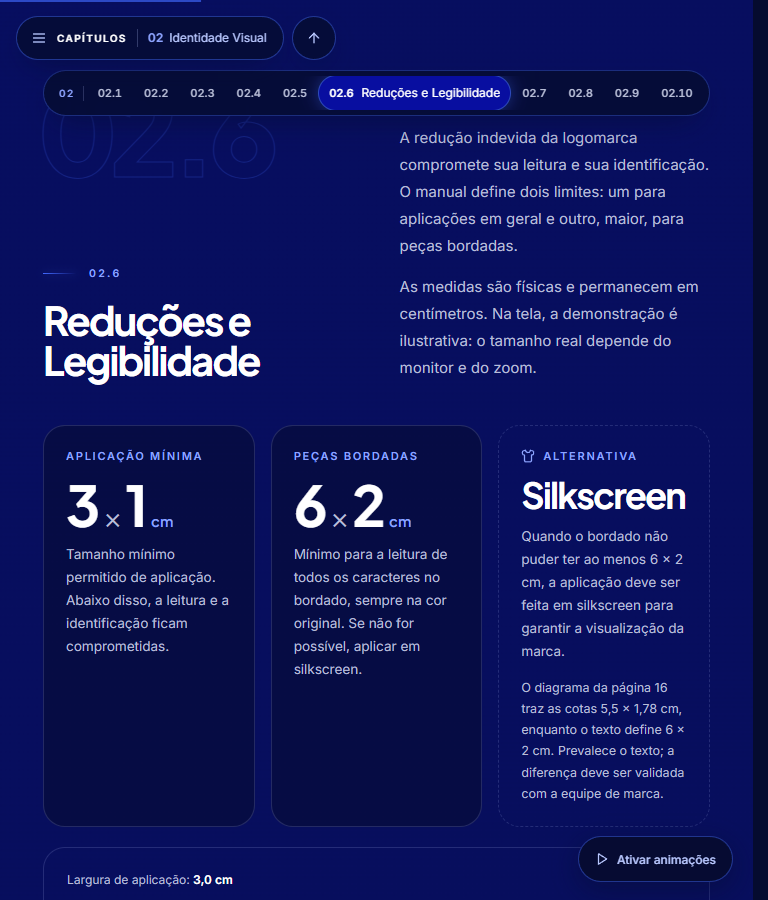 CAPÍTULOS 02 Identidade Visual
02 02.1 02.2 02.3 02.4 02.5 02.6 Reduções e Legibilidade 02.7 02.8 02.9 02.10
02.6
A redução indevida da logomarca
compromete sua leitura e sua identificação.
O manual define dois limites: um para
aplicações em geral e outro, maior, para
peças bordadas.
As medidas são físicas e permanecem em
centímetros. Na tela, a demonstração é
ilustrativa: o tamanho real depende do
monitor e do zoom.
02.6
Reduções e
Legibilidade
APLICAÇÃO MÍNIMA
3 × 1 cm
Tamanho mínimo
permitido de aplicação.
Abaixo disso, a leitura e a
identificação ficam
comprometidas.
PEÇAS BORDADAS
6 × 2 cm
Mínimo para a leitura de
todos os caracteres no
bordado, sempre na cor
original. Se não for
possível, aplicar em
silkscreen.
ALTERNATIVA
Silkscreen
Quando o bordado não
puder ter ao menos 6 × 2
cm, a aplicação deve ser
feita em silkscreen para
garantir a visualização da
marca.
O diagrama da página 16
traz as cotas 5,5 × 1,78 cm,
enquanto o texto define 6 ×
2 cm. Prevalece o texto; a
diferença deve ser validada
com a equipe de marca.
Ativar animações
Largura de aplicação: 3,0 cm